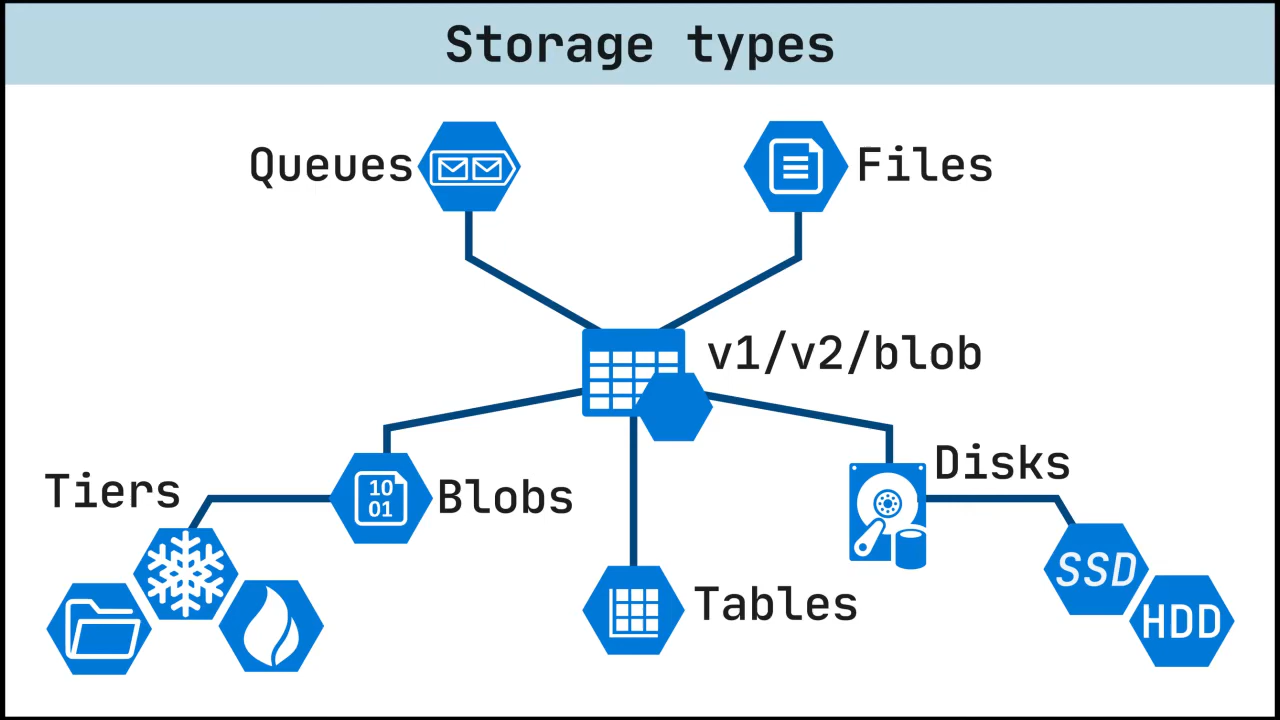 Storage types
Queues
Files
v1/v2/blob
Tiers
Blobs
10
01
Disks
SSD
HDD
Tables